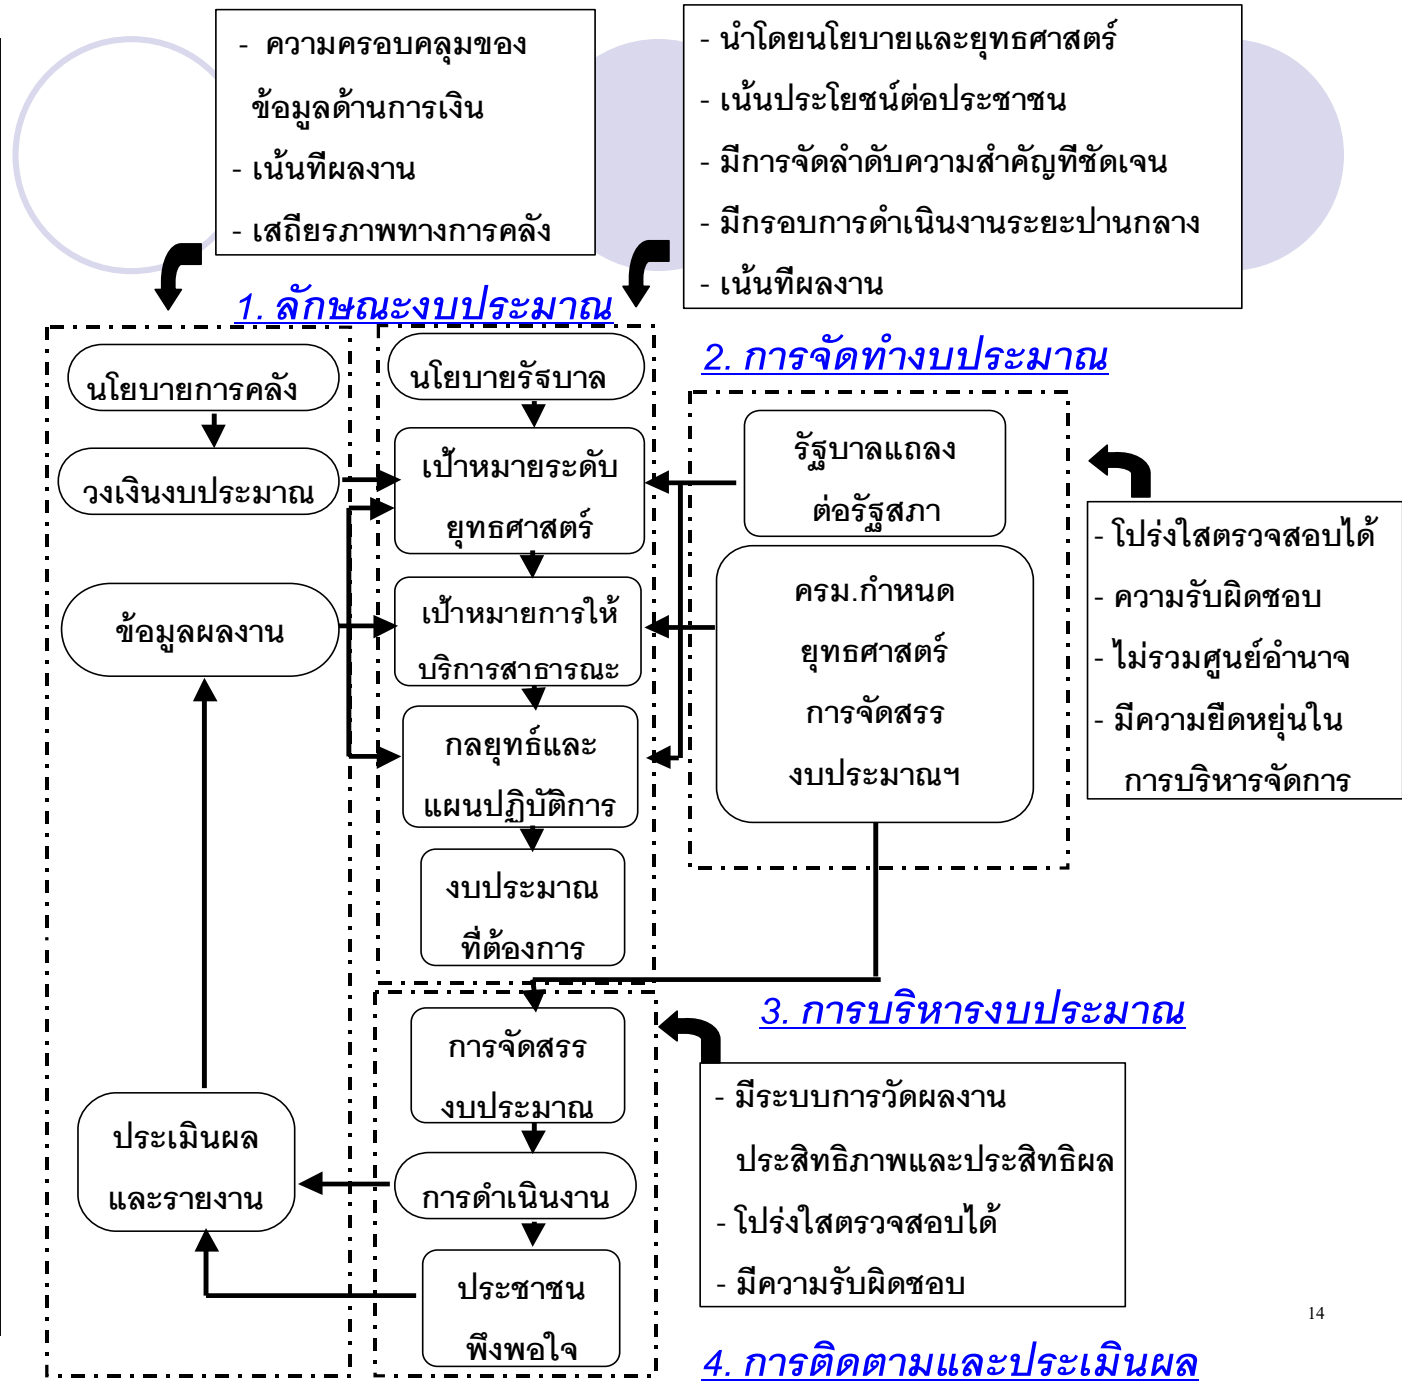 - ความครอบคลุมของ
ข้อมูลด้านการเงิน
- เน้นทีผลงาน
- เสถียรภาพทางการคลัง
- นำโดยนโยบายและยุทธศาสตร์
- เน้นประโยชน์ต่อประชาชน
- มีการจัดลำดับความสำคัญทีชัดเจน
- มีกรอบการดำเนินงานระยะปานกลาง
- เน้นทีผลงาน
1. ลักษณะงบประมาณ
2. การจัดทำงบประมาณ
นโยบายการคลัง
วงเงินงบประมาณ
ข้อมูลผลงาน
นโยบายรัฐบาล
เป้าหมายระดับ
ยุทธศาสตร์
เป้าหมายการให้
บริการสาธารณะ
กลยุทธ์และ
แผนปฏิบัติการ
งบประมาณ
ที่ต้องการ
รัฐบาลแถลง
ต่อรัฐสภา
ครม.กำหนด
ยุทธศาสตร์
การจัดสรร
งบประมาณฯ
- โปร่งใสตรวจสอบได้
- ความรับผิดชอบ
- ไม่รวมศูนย์อำนาจ
- มีความยืดหยุ่นใน
การบริหารจัดการ
3. การบริหารงบประมาณ
การจัดสรร
งบประมาณ
การดำเนินงาน
ประชาชน
พึงพอใจ
ประเมินผล
และรายงาน
- มีระบบการวัดผลงาน
ประสิทธิภาพและประสิทธิผล
- โปร่งใสตรวจสอบได้
- มีความรับผิดชอบ
14
4. การติดตามและประเมินผล